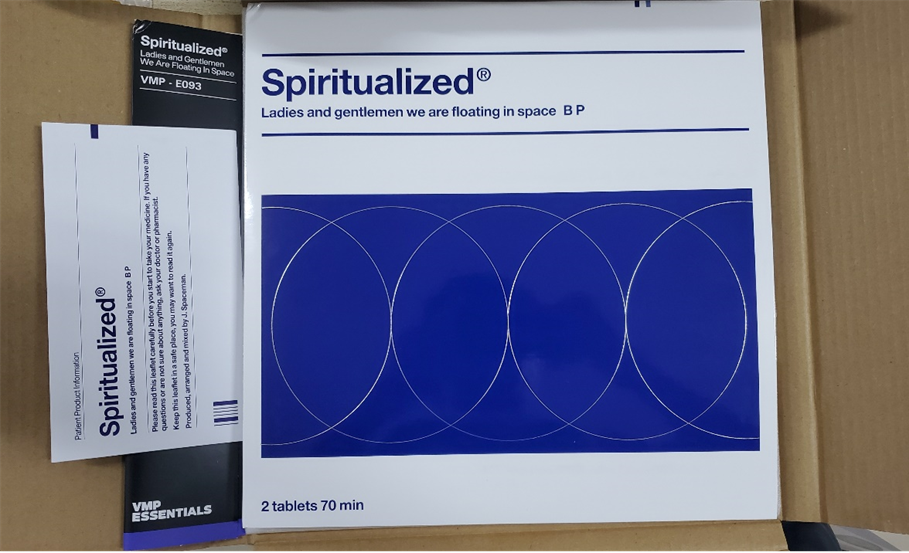 Spiritualized®
Ladies and Gentlemen
We Are Floating In Space
VMP - E093
VMP
ESSENTIALS
Patient Product Information
Spiritualized®
Ladies and gentlemen we are floating in space B P
Please read this leaflet carefully before you start to take your medicine. If you have any
questions or are not sure about anything, ask your doctor or pharmacist.
Keep this leaflet in a safe place, you may want to read it again.
Produced, arranged and mixed by J. Spaceman.
Spiritualized®
Ladies and gentlemen we are floating in space B P
2 tablets 70 min